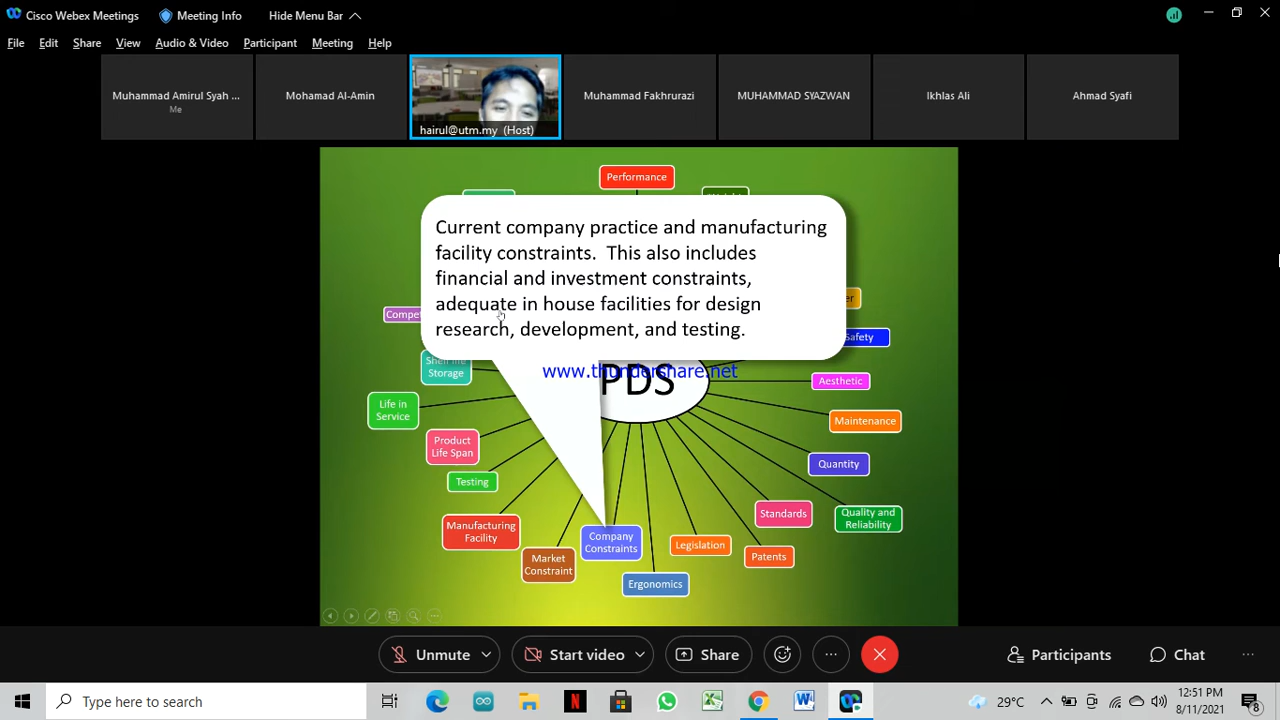 Cisco Webex Meetings
Meeting Info
Hide Menu Bar
File Edit Share View Audio & Video Participant Meeting Help
Muhammad Amirul Syah ...
Me
Mohamad Al-Amin
hairul@utm.my (Host)
Muhammad Fakhrurazi
MUHAMMAD SYAZWAN
Ikhlas Ali
Ahmad Syafi
Performance
Current company practice and manufacturing
facility constraints. This also includes
financial and investment constraints,
adequate in house facilities for design
research, development, and testing.
www.thundershare.net
PDS
Safety
Aesthetic
Maintenance
Quantity
Quality and
Reliability
Standards
Patents
Legislation
Ergonomics
Company
Constraints
Market
Constraint
Manufacturing
Facility
Testing
Product
Life Span
Life in
Service
Storage
Unmute
Start video
Share
Participants
Chat
Type here to search
29°C
12:51 PM
8/11/2021
8